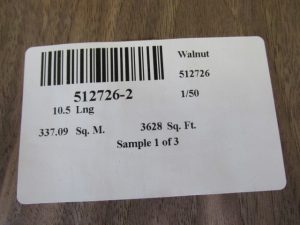 Walnut
512726
512726-2
1/50
10.5 Lng
337.09 Sq. M. 3628 Sq. Ft.
Sample 1 of 3